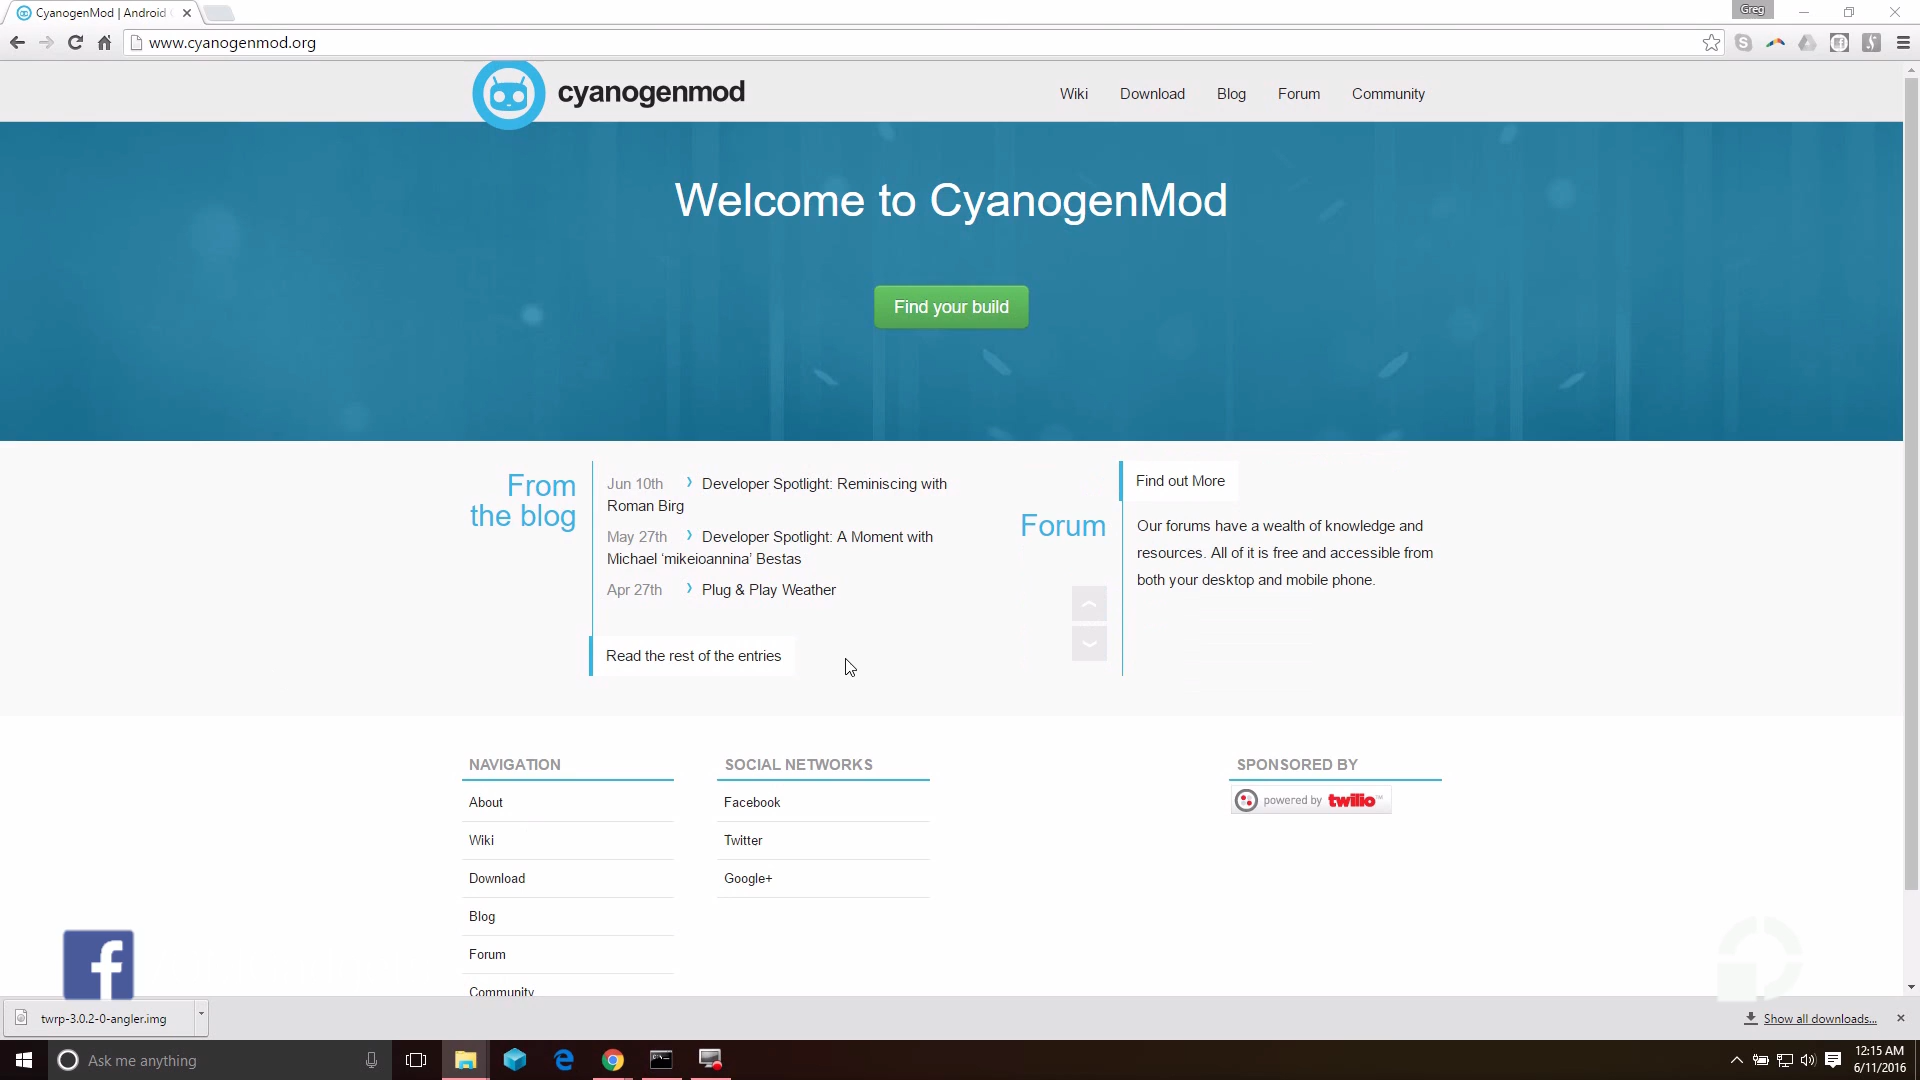 CyanogenMod | Android
Greg
www.cyanogenmod.org
cyanogenmod
Wiki
Download
Blog
Forum
Community
Welcome to CyanogenMod
Find your build
From
the blog
Jun 10th › Developer Spotlight: Reminiscing with
Roman Birg
May 27th › Developer Spotlight: A Moment with
Michael ‘mikeioannina’ Bestas
Apr 27th › Plug & Play Weather
Read the rest of the entries
Forum
Find out More
Our forums have a wealth of knowledge and
resources. All of it is free and accessible from
both your desktop and mobile phone.
NAVIGATION
About
Wiki
Download
Blog
Forum
Community
SOCIAL NETWORKS
Facebook
Twitter
Google+
SPONSORED BY
powered by twilio™
twrp-3.0.2-0-angler.img
Show all downloads...
Ask me anything
12:15 AM
6/11/2016